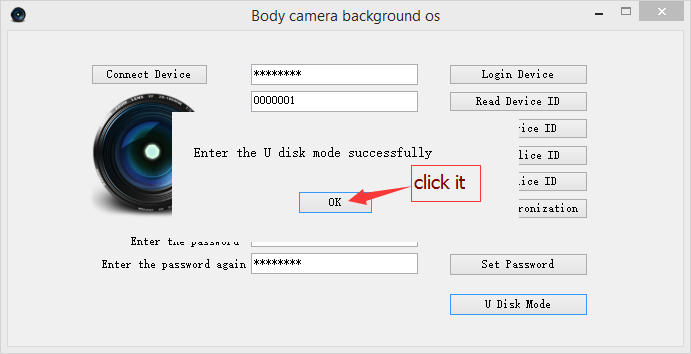 Body camera background os
Connect Device
********
Login Device
0000001
Read Device ID
ice ID
Enter the U disk mode successfully
lice ID
click it
ice ID
OK
ronization
Enter the password
Enter the password again
********
Set Password
U Disk Mode